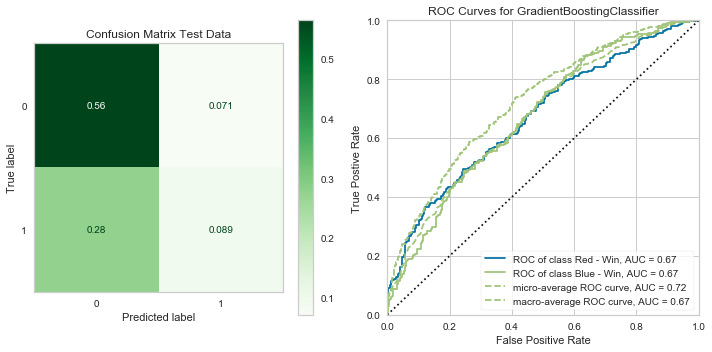 Confusion Matrix Test Data
True label
0
1
0.56
0.071
0.28
0.089
0
1
Predicted label
0.5
0.4
0.3
0.2
0.1
ROC Curves for GradientBoostingClassifier
True Postive Rate
1.0
0.8
0.6
0.4
0.2
0.0
ROC of class Red - Win, AUC = 0.67
ROC of class Blue - Win, AUC = 0.67
micro-average ROC curve, AUC = 0.72
macro-average ROC curve, AUC = 0.67
0.0
0.2
0.4
0.6
0.8
1.0
False Positive Rate